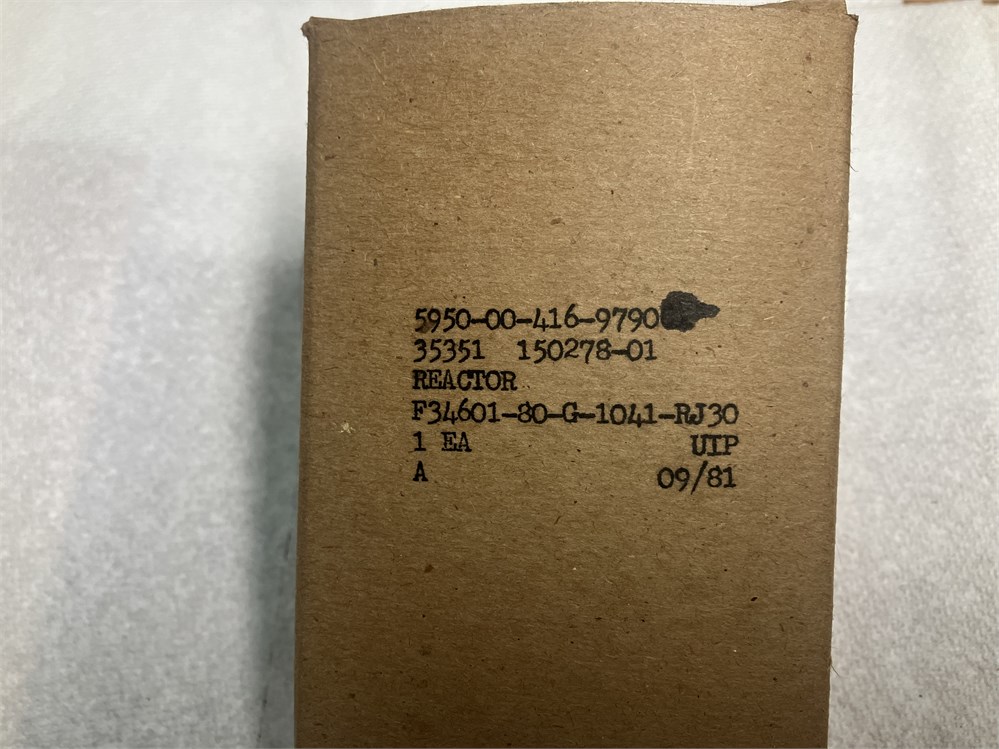 5950-00-416-9790
35351 150278-01
REACTOR
F34601-80-G-1041-RJ30
1 EA UIP
A 09/81